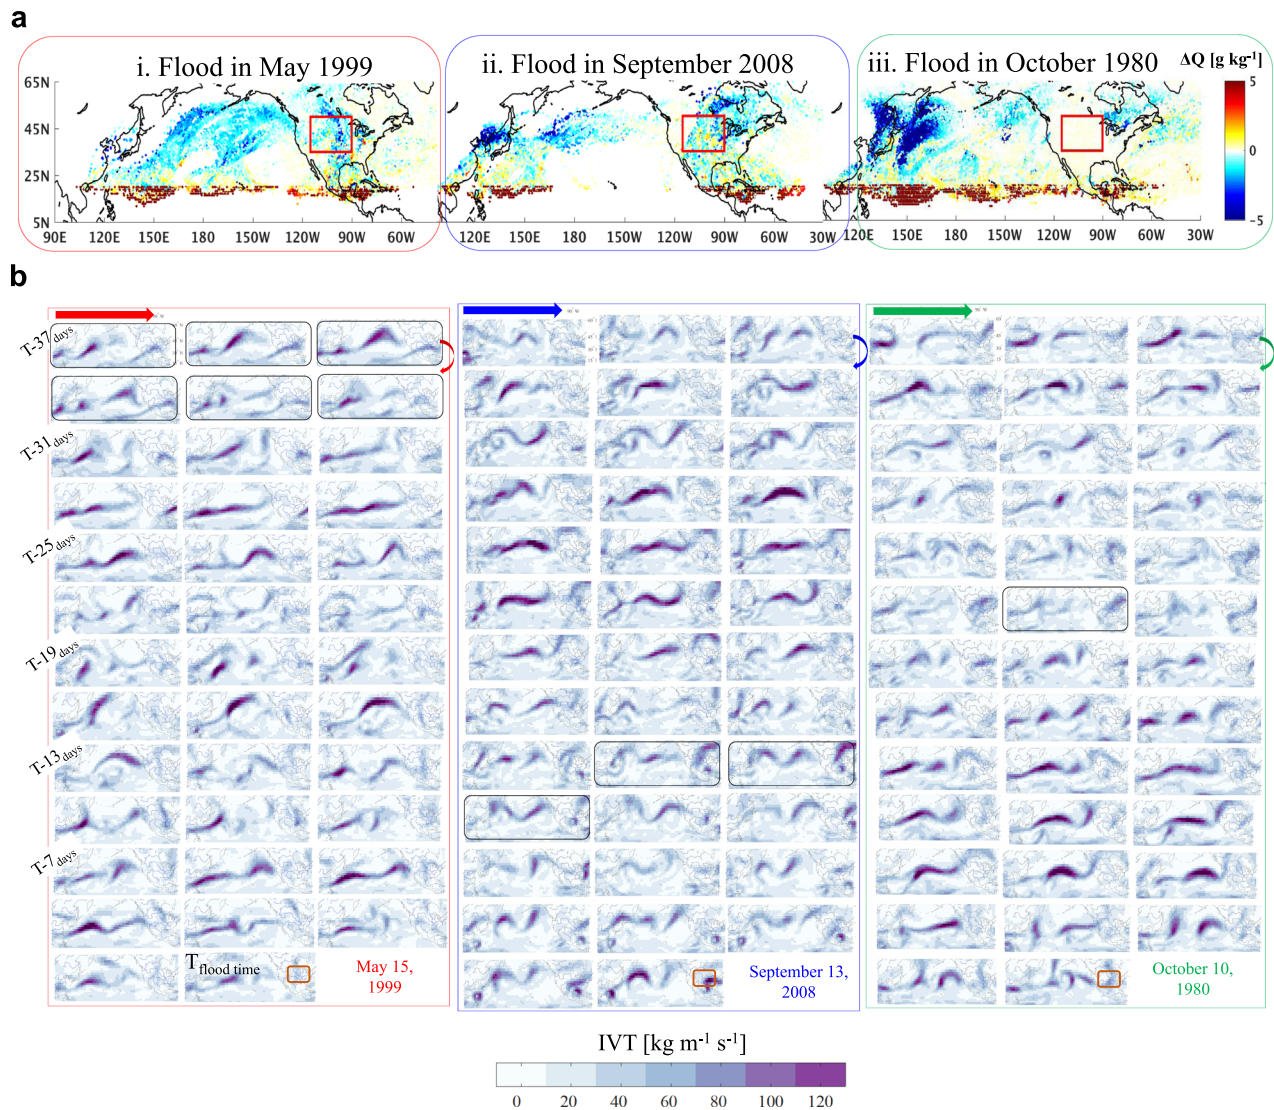 a
i. Flood in May 1999
ii. Flood in September 2008
iii. Flood in October 1980
ΔQ [g kg-1]
65N
45N
25N
5N
90E 120E 150E 180 150W 120W 90W 60W
120E 150E 180 150W 120W 90W 30W
120E 150E 180 150W 120W 90W 60W 30W
5
0
−5
b
T-37 days
T-31 days
T-25 days
T-19 days
T-13 days
T-7 days
T flood time
May 15,
1999
September 13,
2008
October 10,
1980
IVT [kg m-1 s-1]
0 20 40 60 80 100 120